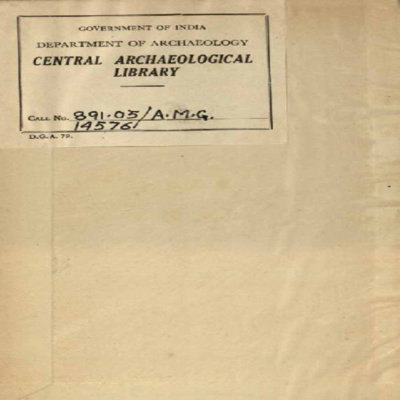 GOVERNMENT OF INDIA
DEPARTMENT OF ARCHAEOLOGY
CENTRAL ARCHAEOLOGICAL
LIBRARY
CALL No. 891.05/A.M.G.
14576
D.G.A. 79.